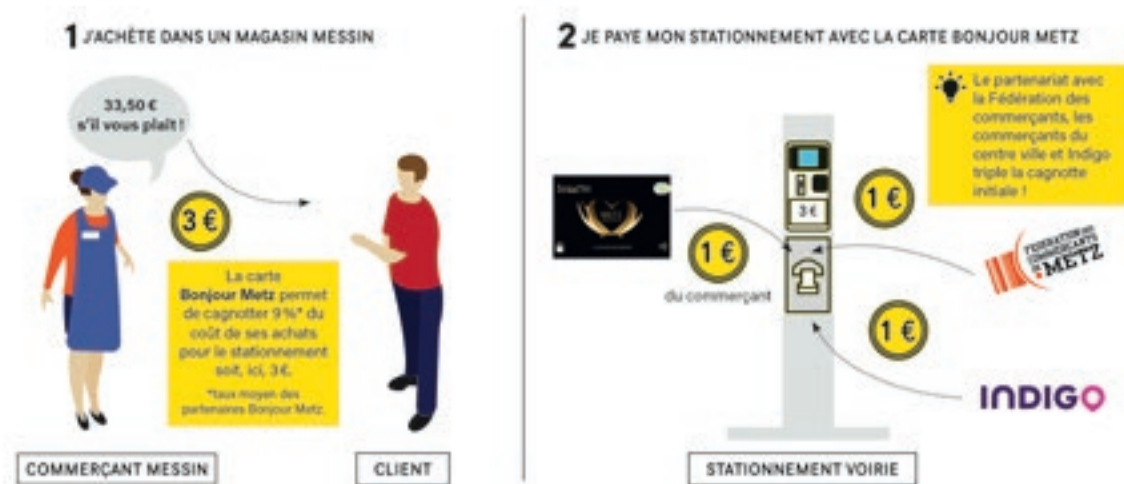 1 J'ACHÈTE DANS UN MAGASIN MESSIN
33,50 €
s'il vous plaît !
3 €
La carte
Bonjour Metz permet
de cagnotter 9 %* du
coût de ses achats
pour le stationnement
soit, ici, 3 €.
*taux moyen des
partenaires Bonjour Metz.
COMMERÇANT MESSIN
CLIENT
2 JE PAYE MON STATIONNEMENT AVEC LA CARTE BONJOUR METZ
Le partenariat avec
la Fédération des
commerçants, les
commerçants du
centre ville et Indigo
triple la cagnotte
initiale !
3 €
1 €
1 €
du commerçant
FÉDÉRATION DES
COMMERÇANTS
DE METZ
1 €
INDIGO
STATIONNEMENT VOIRIE